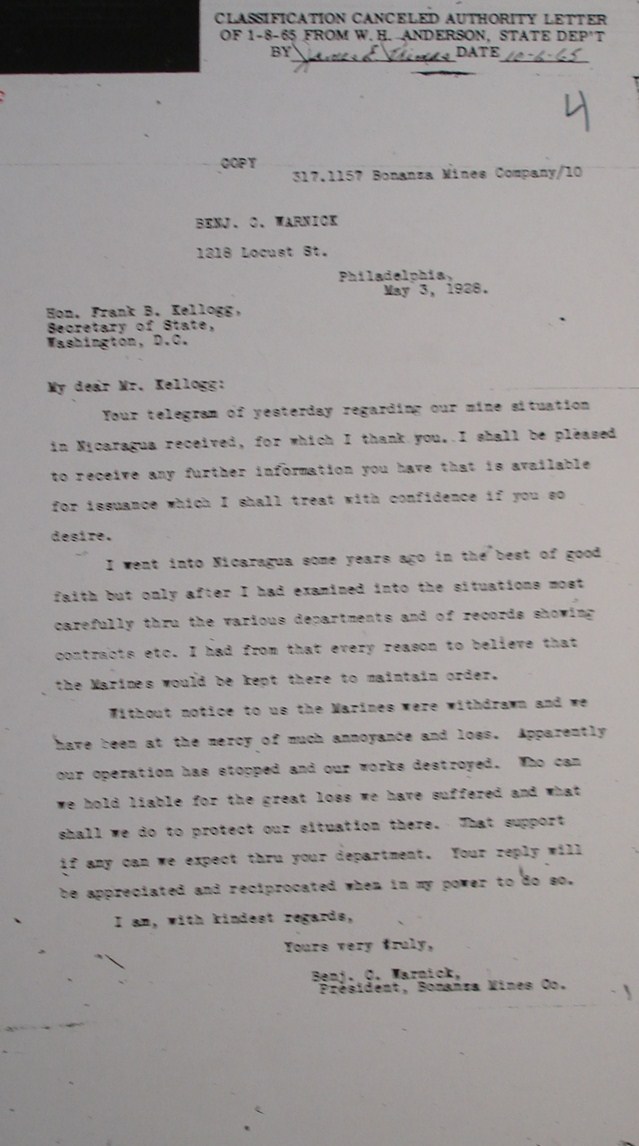 CLASSIFICATION CANCELED AUTHORITY LETTER
OF 1-8-65 FROM W. H. ANDERSON, STATE DEP'T
BY James E DATE 10-6-65
4
COPY
317.1157 Bonanza Mines Company/10
BENJ. C. WARNICK
1218 Locust St.
Philadelphia,
May 3, 1928.
Hon. Frank B. Kellogg,
Secretary of State,
Washington, D.C.
My dear Mr. Kellogg:
Your telegram of yesterday regarding our mine situation
in Nicaragua received, for which I thank you. I shall be pleased
to receive any further information you have that is available
for issuance which I shall treat with confidence if you so
desire.
I went into Nicaragua some years ago in the best of good
faith but only after I had examined into the situations most
carefully thru the various departments and of records showing
contracts etc. I had from that every reason to believe that
the Marines would be kept there to maintain order.
Without notice to us the Marines were withdrawn and we
have been at the mercy of much annoyance and loss. Apparently
our operation has stopped and our works destroyed. Who can
we hold liable for the great loss we have suffered and what
shall we do to protect our situation there. That support
if any can we expect thru your department. Your reply will
be appreciated and reciprocated when in my power to do so.
I am, with kindest regards,
Yours very truly,
Benj. C. Warnick,
President, Bonanza Mines Co.